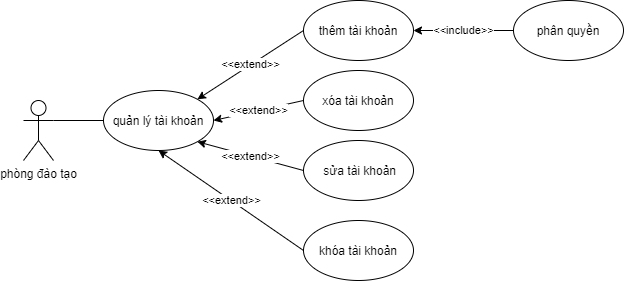 thêm tài khoản
<<include>>
phân quyền
<<extend>>
xóa tài khoản
<<extend>>
quản lý tài khoản
<<extend>>
sửa tài khoản
phòng đảo tạo
<<extend>>
khóa tài khoản